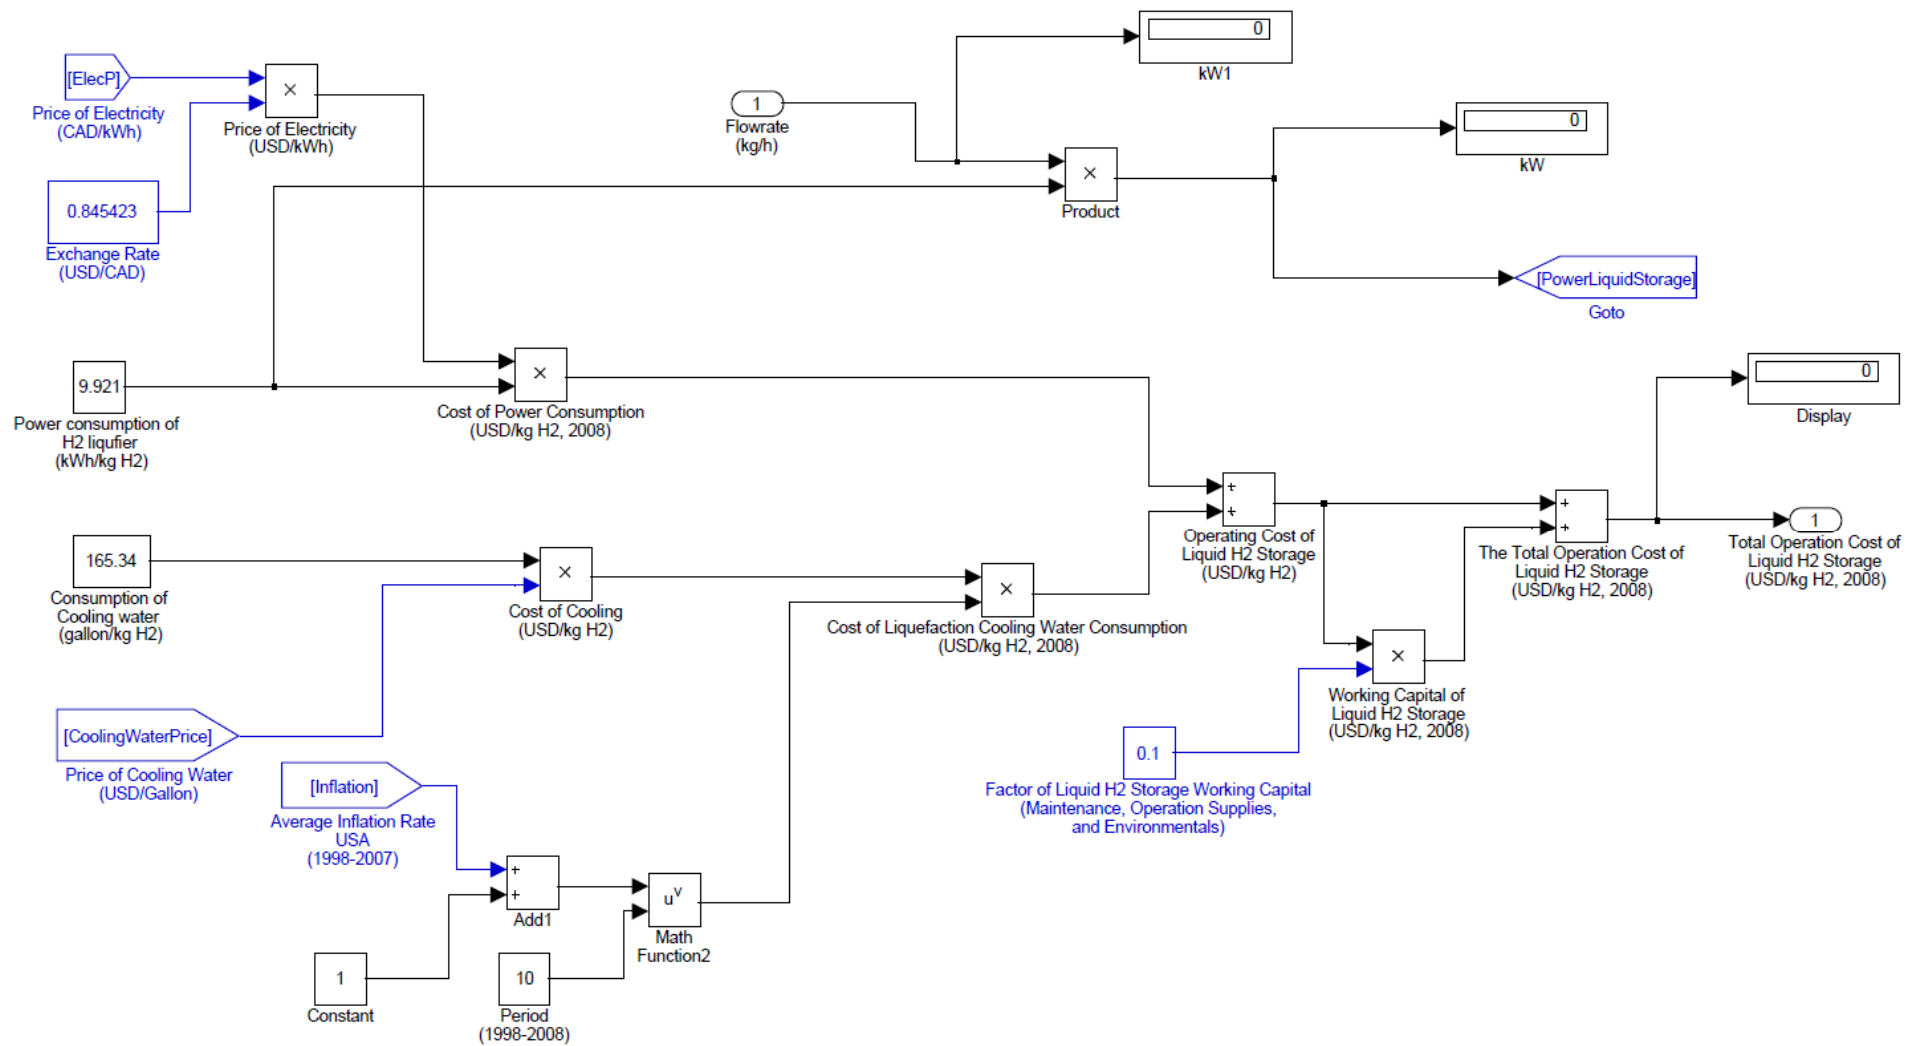 0
kW1
[ElecP]
Price of Electricity
(CAD/kWh)
×
Price of Electricity
(USD/kWh)
1
Flowrate
(kg/h)
0
kW
×
Product
0.845423
Exchange Rate
(USD/CAD)
[PowerLiquidStorage]
Goto
9.921
Power consumption of
H2 liqufier
(kWh/kg H2)
×
Cost of Power Consumption
(USD/kg H2, 2008)
0
Display
165.34
Consumption of
Cooling water
(gallon/kg H2)
×
Cost of Cooling
(USD/kg H2)
×
Cost of Liquefaction Cooling Water Consumption
(USD/kg H2, 2008)
+
+
Operating Cost of
Liquid H2 Storage
(USD/kg H2)
+
+
The Total Operation Cost of
Liquid H2 Storage
(USD/kg H2, 2008)
1
Total Operation Cost of
Liquid H2 Storage
(USD/kg H2, 2008)
×
Working Capital of
Liquid H2 Storage
(USD/kg H2, 2008)
[CoolingWaterPrice]
Price of Cooling Water
(USD/Gallon)
0.1
Factor of Liquid H2 Storage Working Capital
(Maintenance, Operation Supplies,
and Environmentals)
[Inflation]
Average Inflation Rate
USA
(1998-2007)
+
+
Add1
u^v
Math
Function2
1
Constant
10
Period
(1998-2008)